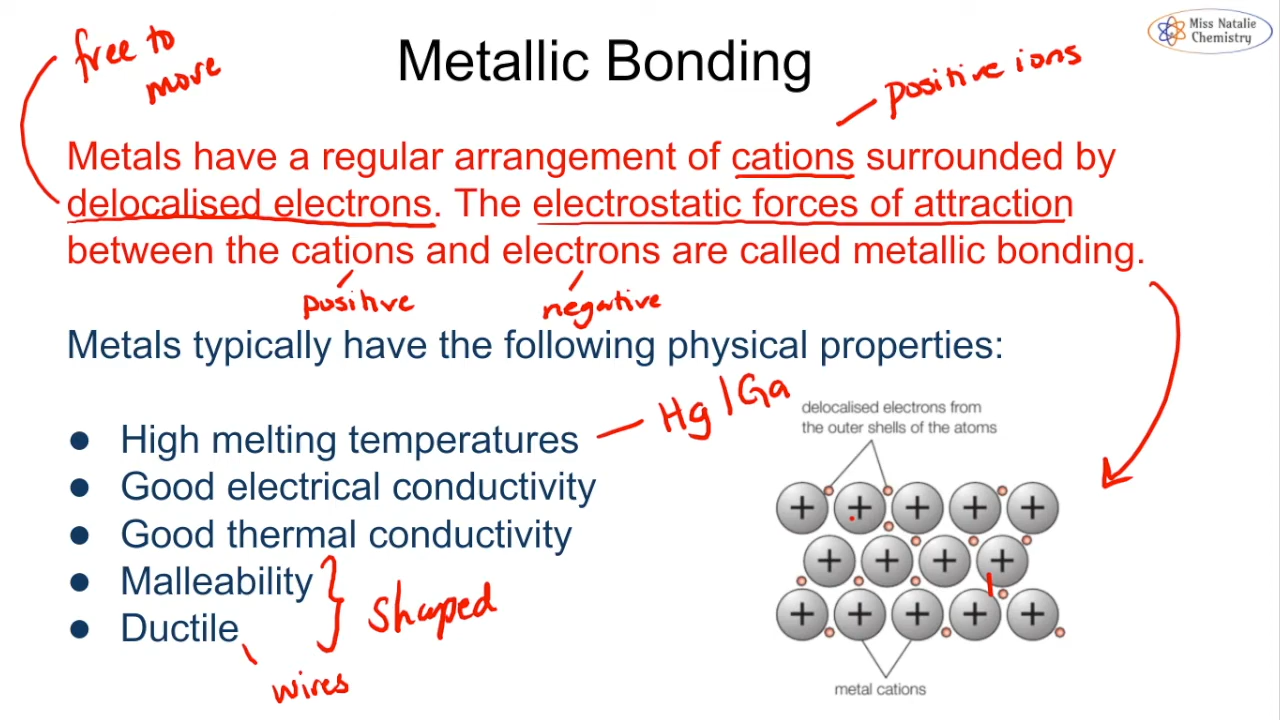 free to
move
Metallic Bonding
Miss Natalie
Chemistry
positive ions
Metals have a regular arrangement of cations surrounded by
delocalised electrons. The electrostatic forces of attraction
between the cations and electrons are called metallic bonding.
positive
negative
Metals typically have the following physical properties:
● High melting temperatures
Hg/Ga
● Good electrical conductivity
● Good thermal conductivity
● Malleability
● Ductile
shaped
wires
delocalised electrons from
the outer shells of the atoms
+ + + + +
+ + + +
+ + + + +
metal cations